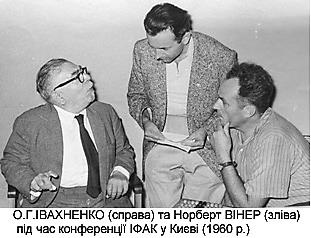 О.Г.ІВАХНЕНКО (справа) та Норберт ВІНЕР (зліва)
під час конференції ІФАК у Києві (1960 р.)